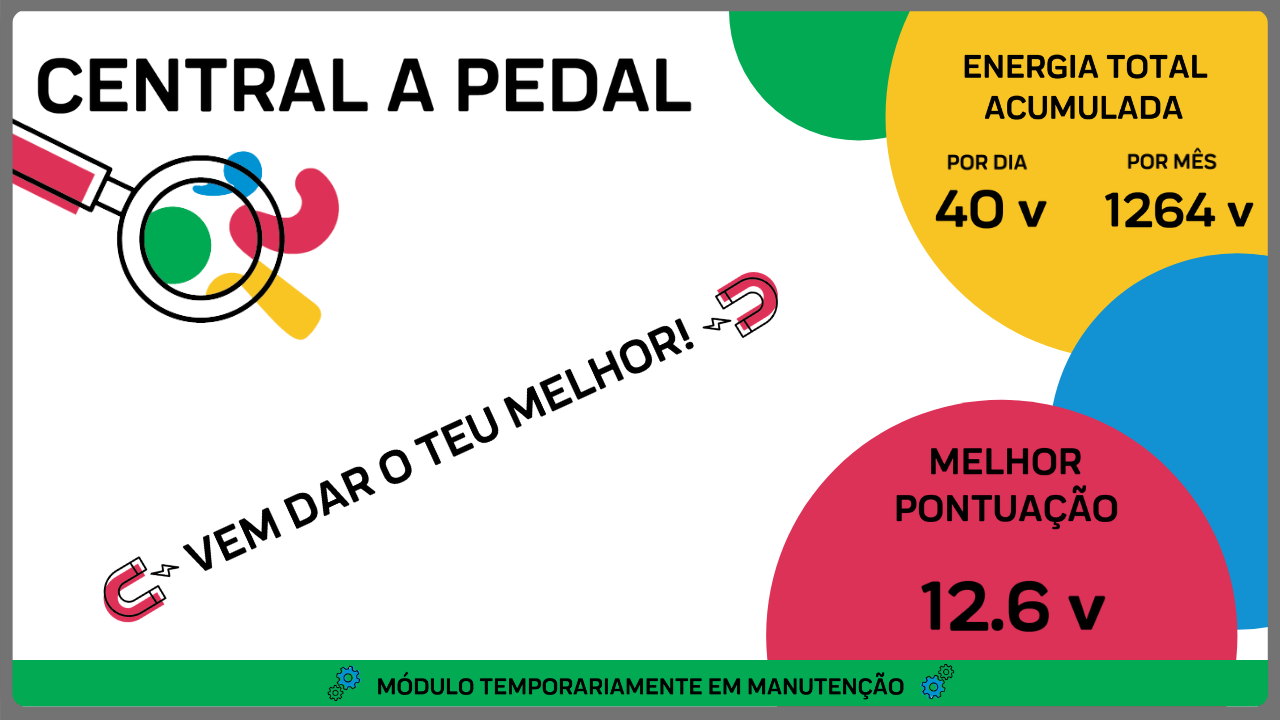 CENTRAL A PEDAL
ENERGIA TOTAL
ACUMULADA
POR DIA
40 v
POR MÊS
1264 v
VEM DAR O TEU MELHOR!
MELHOR
PONTUAÇÃO
12.6 v
MÓDULO TEMPORARIAMENTE EM MANUTENÇÃO